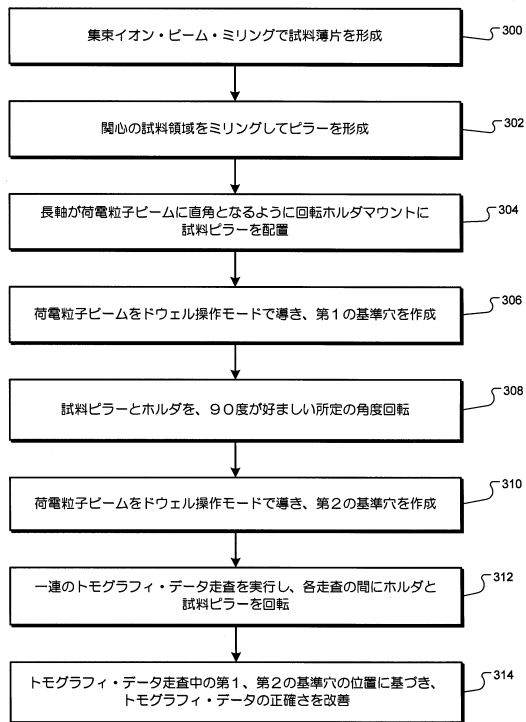 集束イオン・ビーム・ミリングで試料薄片を形成
300
関心の試料領域をミリングしてピラーを形成
302
長軸が荷電粒子ビームに直角となるように回転ホルダマウントに
試料ピラーを配置
304
荷電粒子ビームをドウェル操作モードで導き、第1の基準穴を作成
306
試料ピラーとホルダを、90度が好ましい所定の角度回転
308
荷電粒子ビームをドウェル操作モードで導き、第2の基準穴を作成
310
一連のトモグラフィ・データ走査を実行し、各走査の間にホルダと
試料ピラーを回転
312
トモグラフィ・データ走査中の第1、第2の基準穴の位置に基づき、
トモグラフィ・データの正確さを改善
314